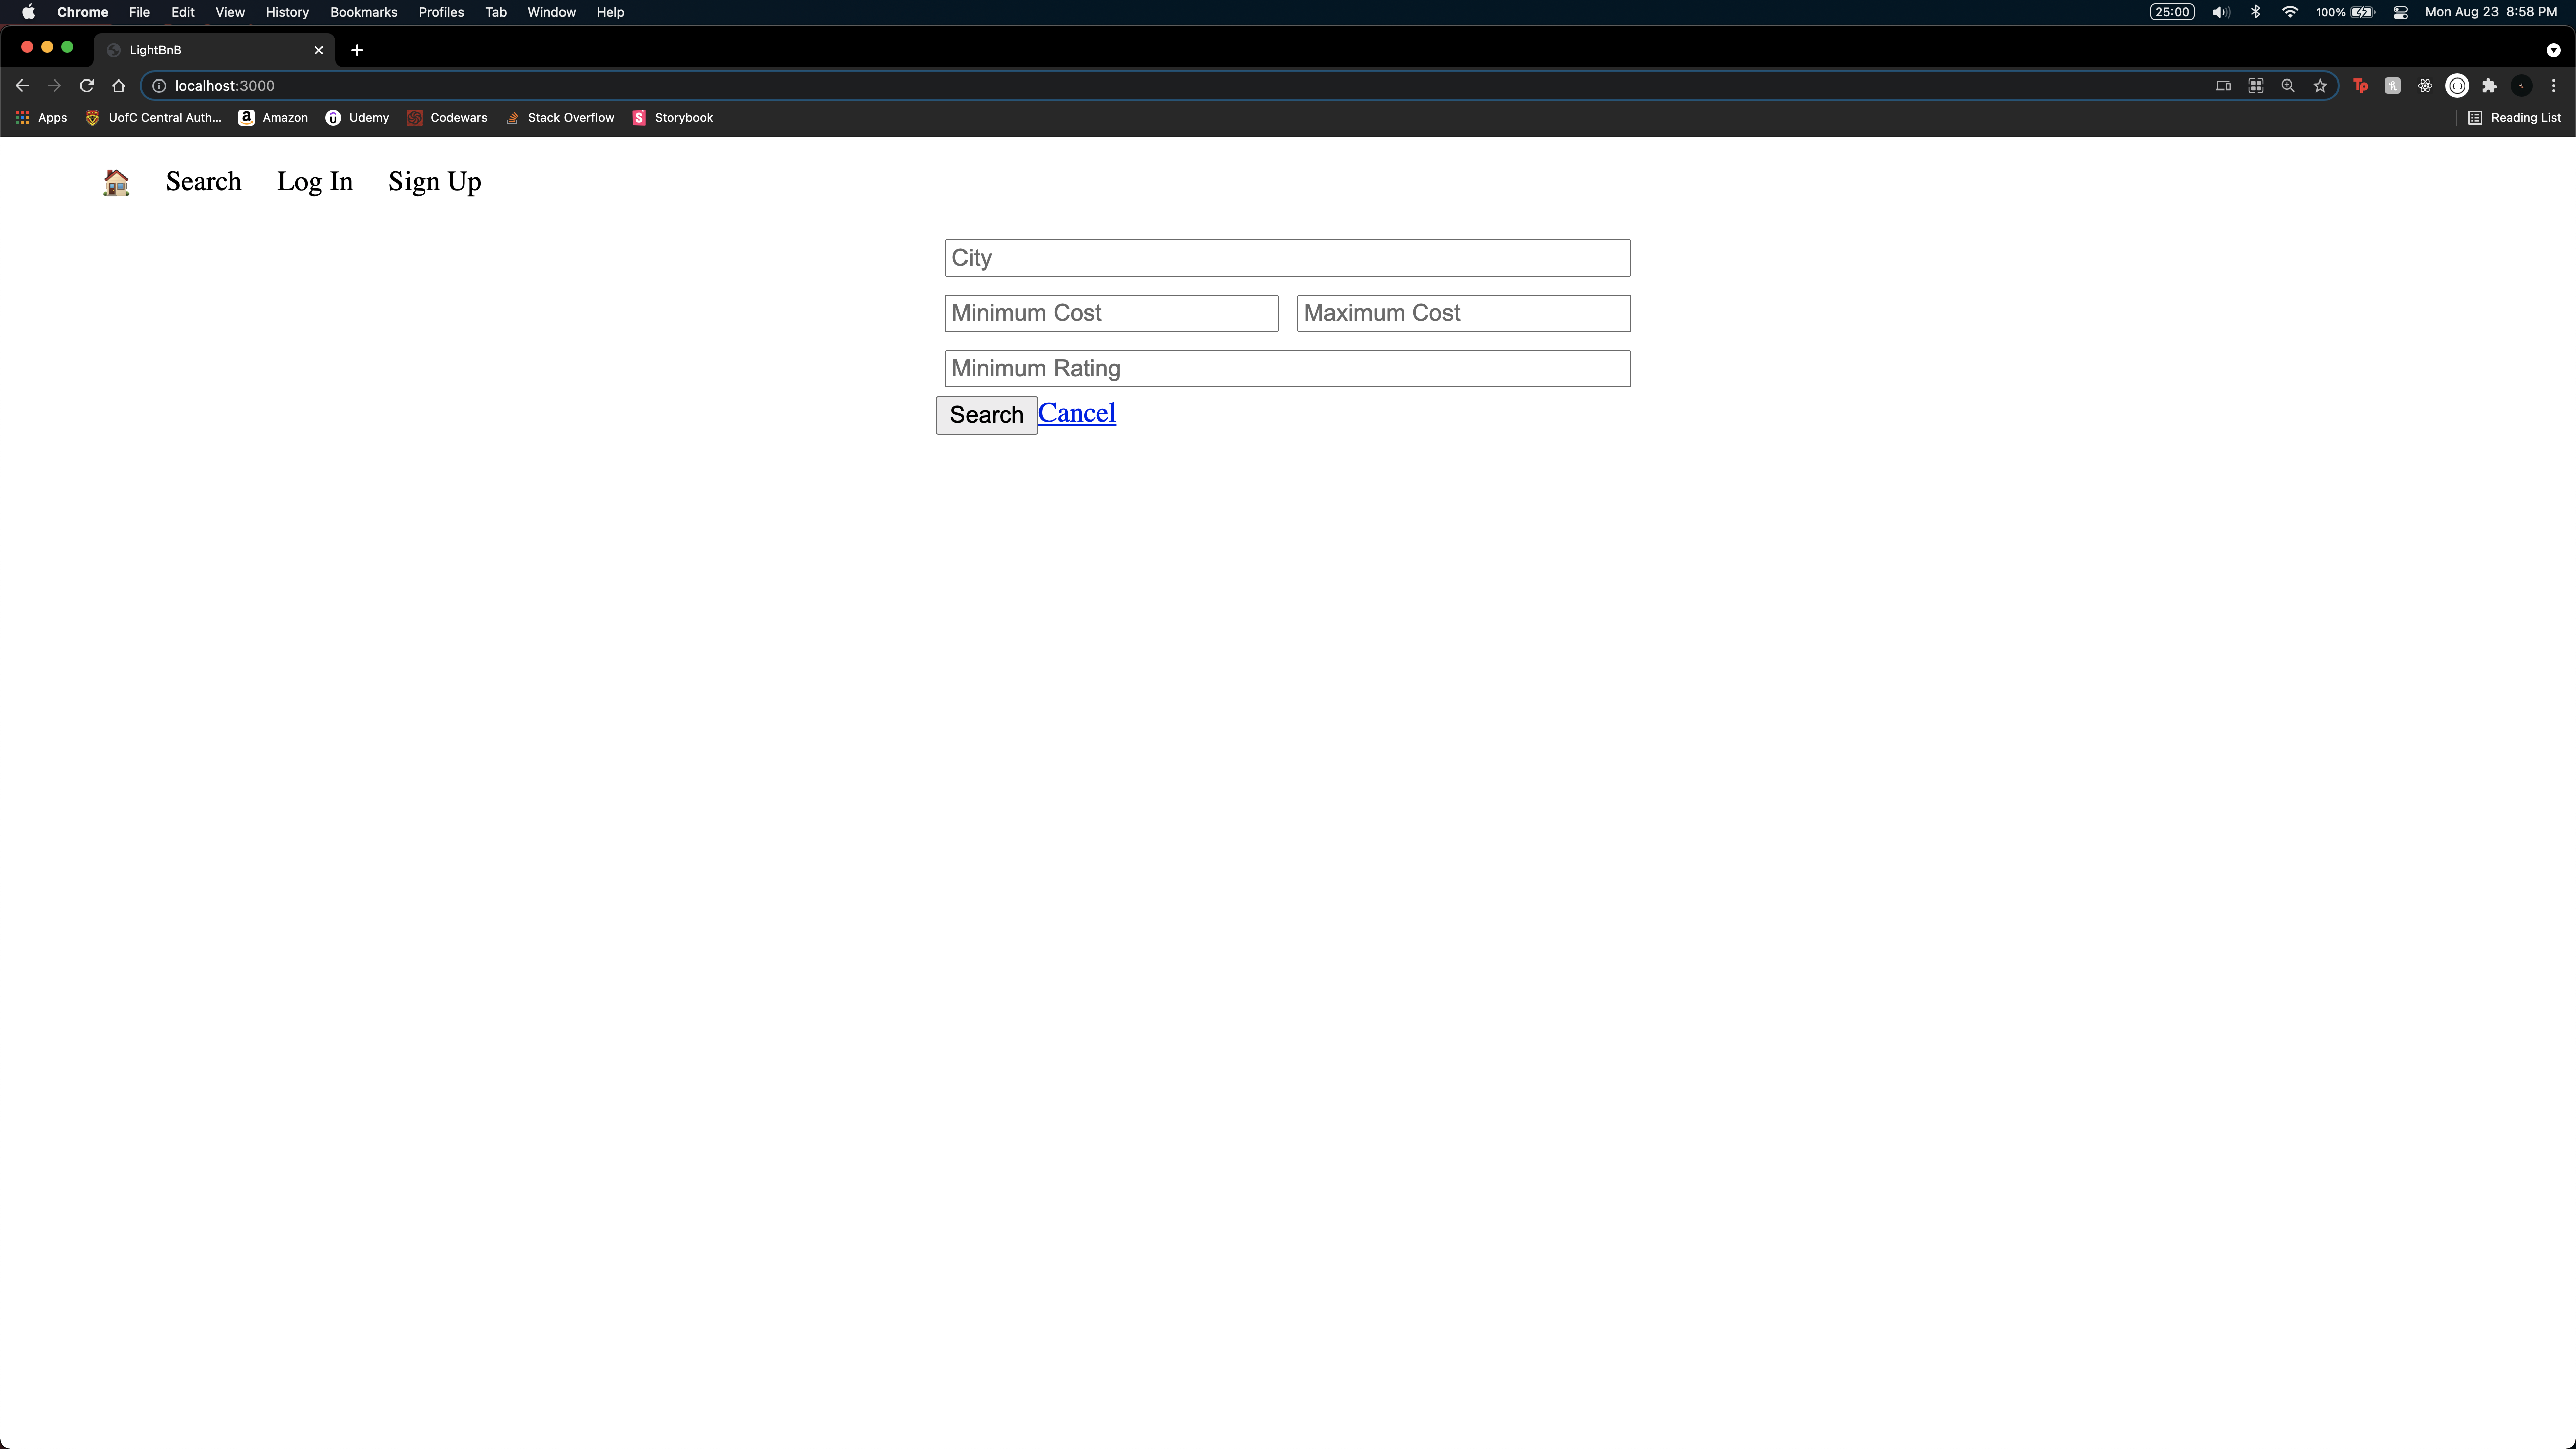 Chrome File Edit View History Bookmarks Profiles Tab Window Help 25:00 100% Mon Aug 23 8:58 PM
LightBnB
localhost:3000
Apps UofC Central Auth... Amazon Udemy Codewars Stack Overflow Storybook Reading List
Search Log In Sign Up
City
Minimum Cost Maximum Cost
Minimum Rating
Search Cancel